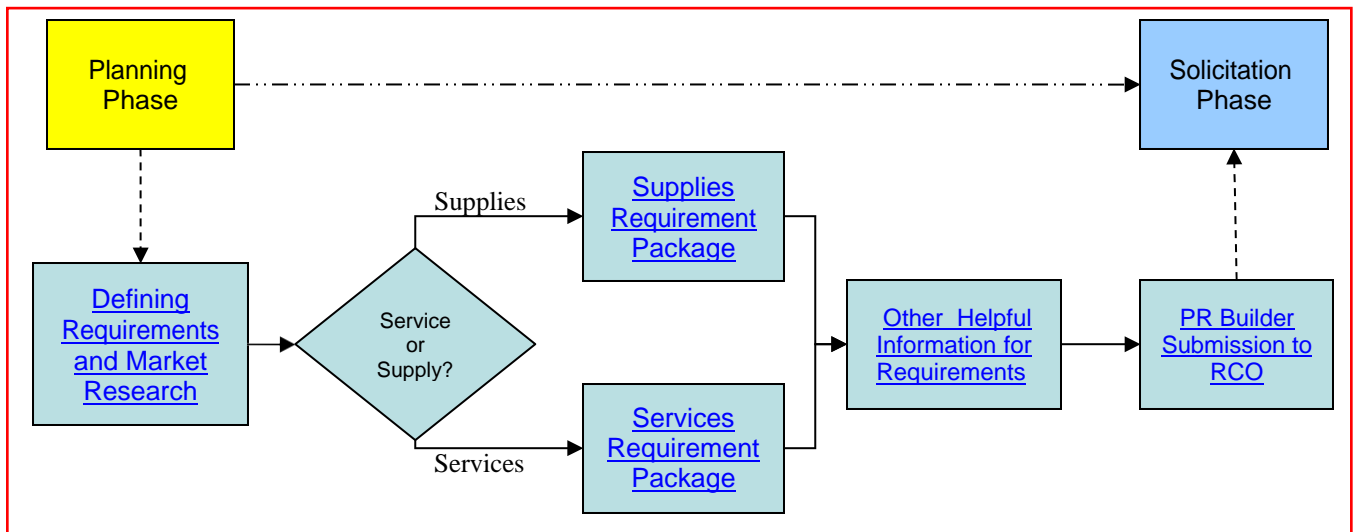 Planning
Phase
Solicitation
Phase
Defining
Requirements
and Market
Research
Service
or
Supply?
Supplies
Supplies
Requirement
Package
Services
Services
Requirement
Package
Other Helpful
Information for
Requirements
PR Builder
Submission to
RCO